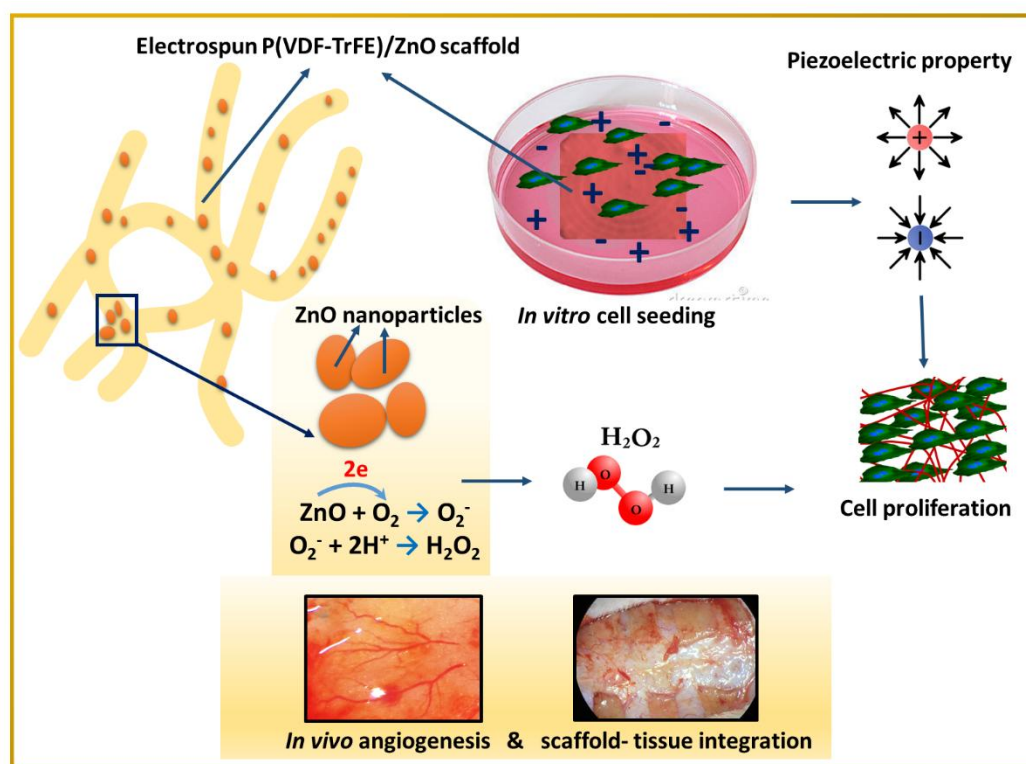 Electrospun P(VDF-TrFE)/ZnO scaffold
Piezoelectric property
+
-
+
-
-
+
-
+
+
-
+
-
+
+
-
ZnO nanoparticles
In vitro cell seeding
2e
ZnO + O₂ → O₂⁻
O₂⁻ + 2H⁺ → H₂O₂
H₂O₂
H O O H
Cell proliferation
In vivo angiogenesis & scaffold- tissue integration